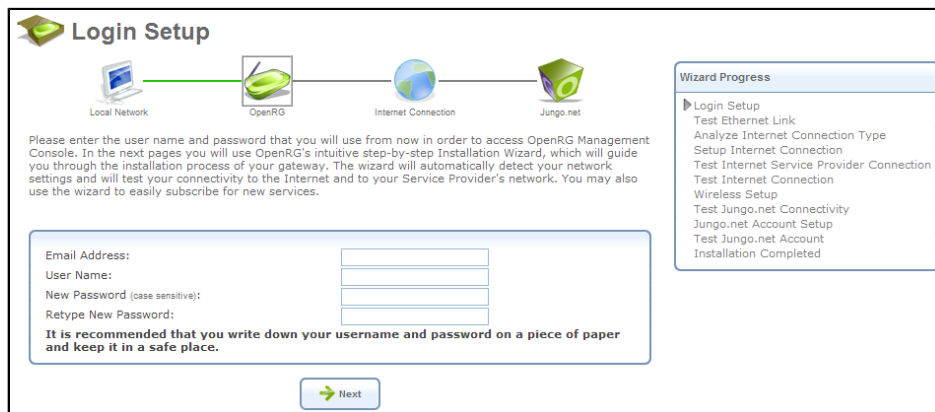 Login Setup
Local Network
OpenRG
Internet Connection
Jungo.net
Please enter the user name and password that you will use from now in order to access OpenRG Management
Console. In the next pages you will use OpenRG's intuitive step-by-step Installation Wizard, which will guide
you through the installation process of your gateway. The wizard will automatically detect your network
settings and will test your connectivity to the Internet and to your Service Provider's network. You may also
use the wizard to easily subscribe for new services.
Email Address:
User Name:
New Password (case sensitive):
Retype New Password:
It is recommended that you write down your username and password on a piece of paper
and keep it in a safe place.
Next
Wizard Progress
Login Setup
Test Ethernet Link
Analyze Internet Connection Type
Setup Internet Connection
Test Internet Service Provider Connection
Test Internet Connection
Wireless Setup
Test Jungo.net Connectivity
Jungo.net Account Setup
Test Jungo.net Account
Installation Completed